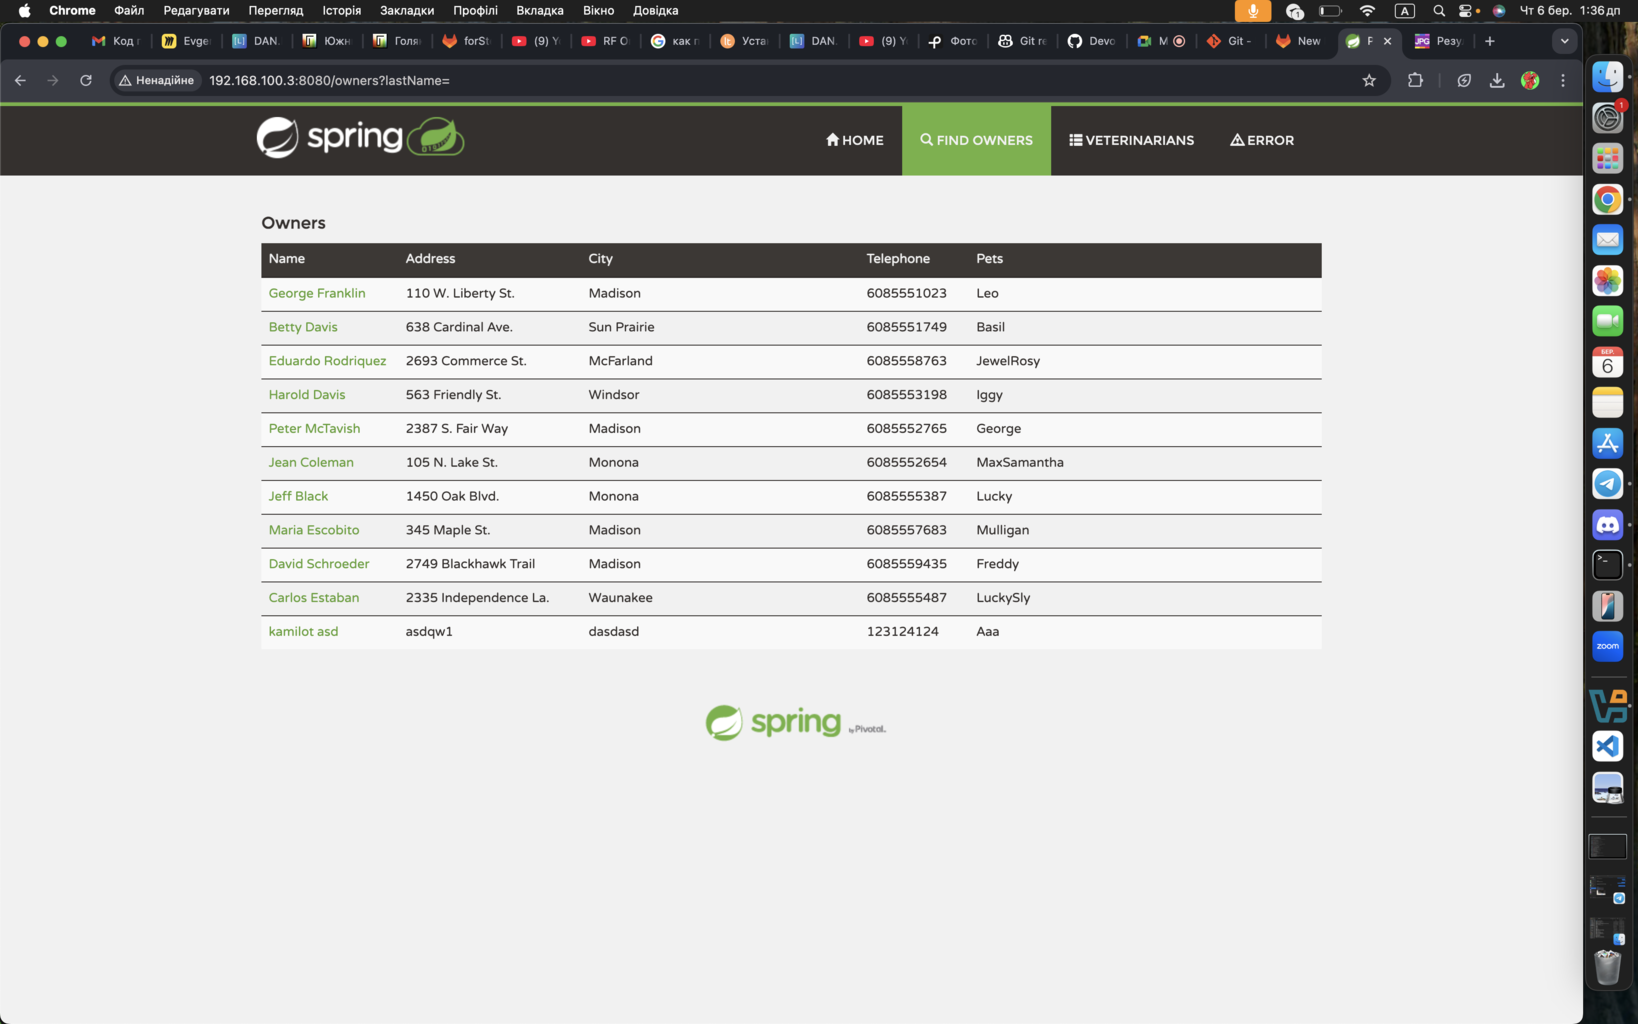 Chrome Файл Редагувати Перегляд Історія Закладки Профілі Вкладка Вікно Довідка A Чт 6 бер. 1:36 дп
Код Evge DAN. Южн Голя forSt (9) RF O как Уста DAN. (9) Фото Git re Devo M Git - New JPG Резу
Ненадійне 192.168.100.3:8080/owners?lastName=
spring HOME FIND OWNERS VETERINARIANS ERROR
Owners
Name Address City Telephone Pets
George Franklin 110 W. Liberty St. Madison 6085551023 Leo
Betty Davis 638 Cardinal Ave. Sun Prairie 6085551749 Basil
Eduardo Rodriquez 2693 Commerce St. McFarland 6085558763 JewelRosy
Harold Davis 563 Friendly St. Windsor 6085553198 Iggy
Peter McTavish 2387 S. Fair Way Madison 6085552765 George
Jean Coleman 105 N. Lake St. Monona 6085552654 MaxSamantha
Jeff Black 1450 Oak Blvd. Monona 6085555387 Lucky
Maria Escobito 345 Maple St. Madison 6085557683 Mulligan
David Schroeder 2749 Blackhawk Trail Madison 6085559435 Freddy
Carlos Estaban 2335 Independence La. Waunakee 6085555487 LuckySly
kamilot asd asdqw1 dasdasd 123124124 Aaa
spring by Pivotal.
1
БЕР.
6
zoom